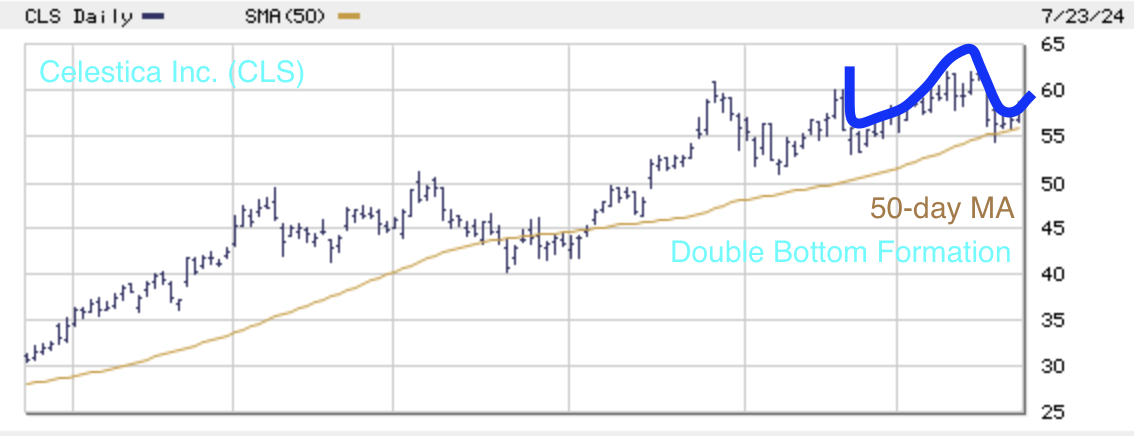 CLS Daily SMA(50) 7/23/24
65
Celestica Inc. (CLS)
60
55
50
50-day MA
45
Double Bottom Formation
40
35
30
25